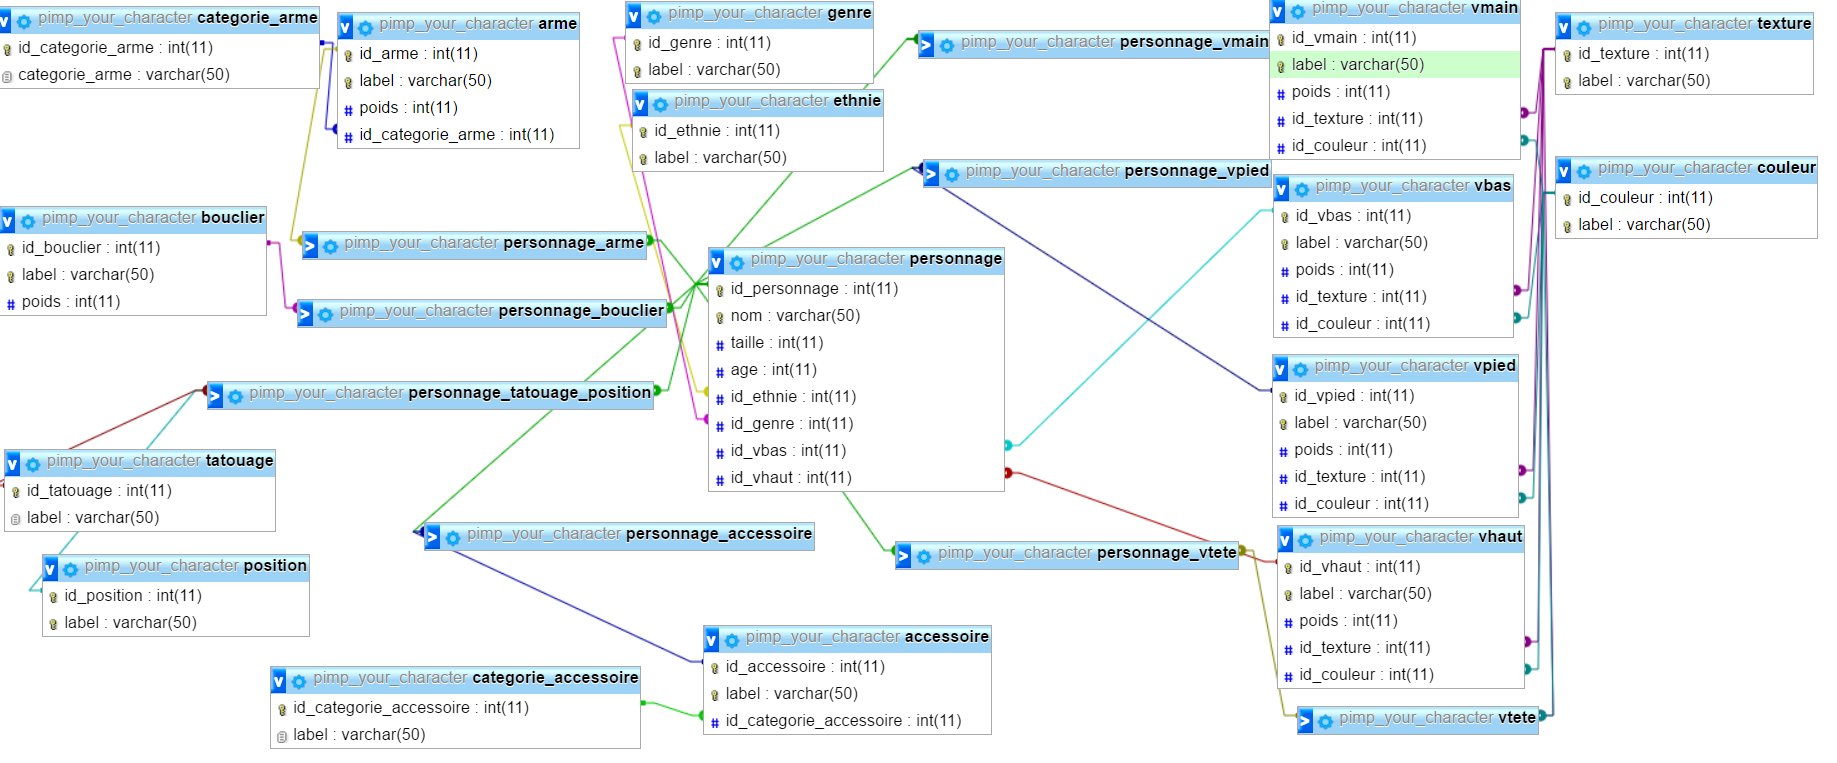 pimp_your_character categorie_arme
id_categorie_arme : int(11)
categorie_arme : varchar(50)
pimp_your_character arme
id_arme : int(11)
label : varchar(50)
poids : int(11)
id_categorie_arme : int(11)
pimp_your_character genre
id_genre : int(11)
label : varchar(50)
pimp_your_character ethnie
id_ethnie : int(11)
label : varchar(50)
pimp_your_character personnage_vmain
pimp_your_character vmain
id_vmain : int(11)
label : varchar(50)
poids : int(11)
id_texture : int(11)
id_couleur : int(11)
pimp_your_character texture
id_texture : int(11)
label : varchar(50)
pimp_your_character couleur
id_couleur : int(11)
label : varchar(50)
pimp_your_character personnage_vpied
pimp_your_character vbas
id_vbas : int(11)
label : varchar(50)
poids : int(11)
id_texture : int(11)
id_couleur : int(11)
pimp_your_character bouclier
id_bouclier : int(11)
label : varchar(50)
poids : int(11)
pimp_your_character personnage_arme
pimp_your_character personnage_bouclier
pimp_your_character personnage
id_personnage : int(11)
nom : varchar(50)
taille : int(11)
age : int(11)
id_ethnie : int(11)
id_genre : int(11)
id_vbas : int(11)
id_vhaut : int(11)
pimp_your_character vpied
id_vpied : int(11)
label : varchar(50)
poids : int(11)
id_texture : int(11)
id_couleur : int(11)
pimp_your_character personnage_tatouage_position
pimp_your_character tatouage
id_tatouage : int(11)
label : varchar(50)
pimp_your_character position
id_position : int(11)
label : varchar(50)
pimp_your_character personnage_accessoire
pimp_your_character personnage_vtete
pimp_your_character vhaut
id_vhaut : int(11)
label : varchar(50)
poids : int(11)
id_texture : int(11)
id_couleur : int(11)
pimp_your_character accessoire
id_accessoire : int(11)
label : varchar(50)
id_categorie_accessoire : int(11)
pimp_your_character categorie_accessoire
id_categorie_accessoire : int(11)
label : varchar(50)
pimp_your_character vtete